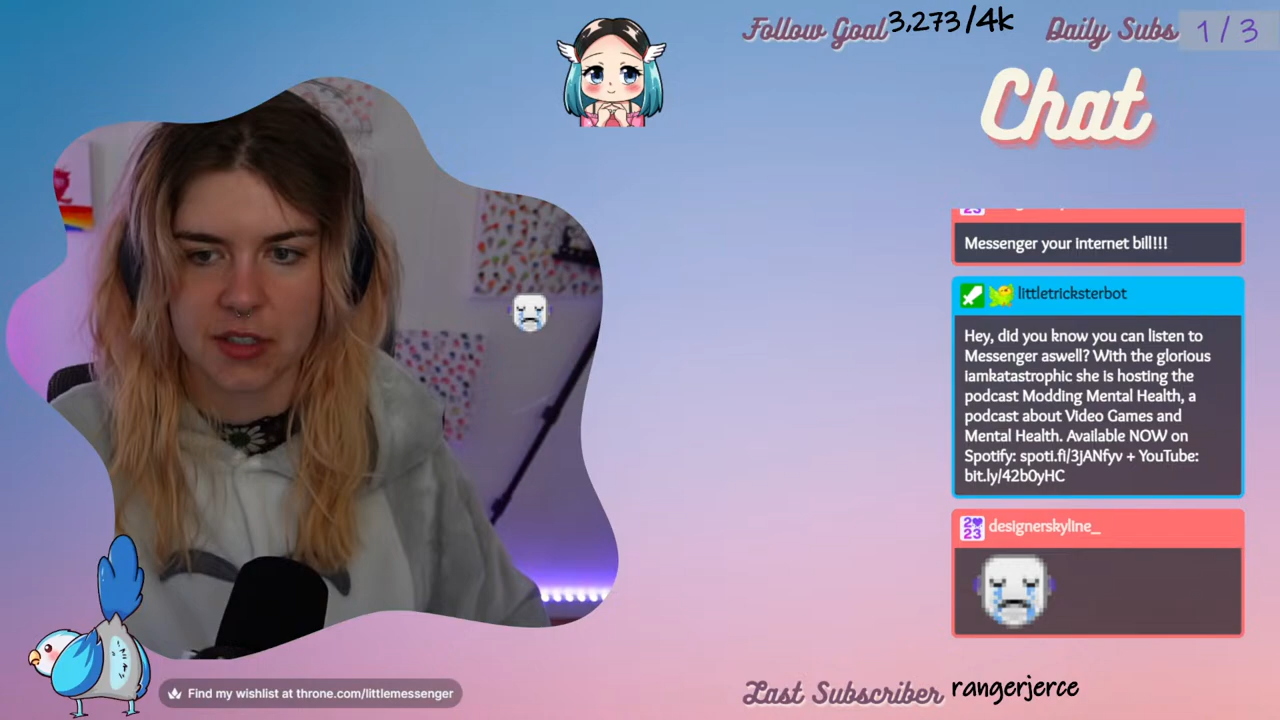 Follow Goal 3,273/4k Daily Subs 1 / 3
Chat
23
Messenger your internet bill!!!
littletricksterbot
Hey, did you know you can listen to
Messenger aswell? With the glorious
iamkatastrophic she is hosting the
podcast Modding Mental Health, a
podcast about Video Games and
Mental Health. Available NOW on
Spotify: spoti.fi/3jANfyv + YouTube:
bit.ly/42b0yHC
2 23 designerskyline_
Find my wishlist at throne.com/littlemessenger
Last Subscriber rangerjerce